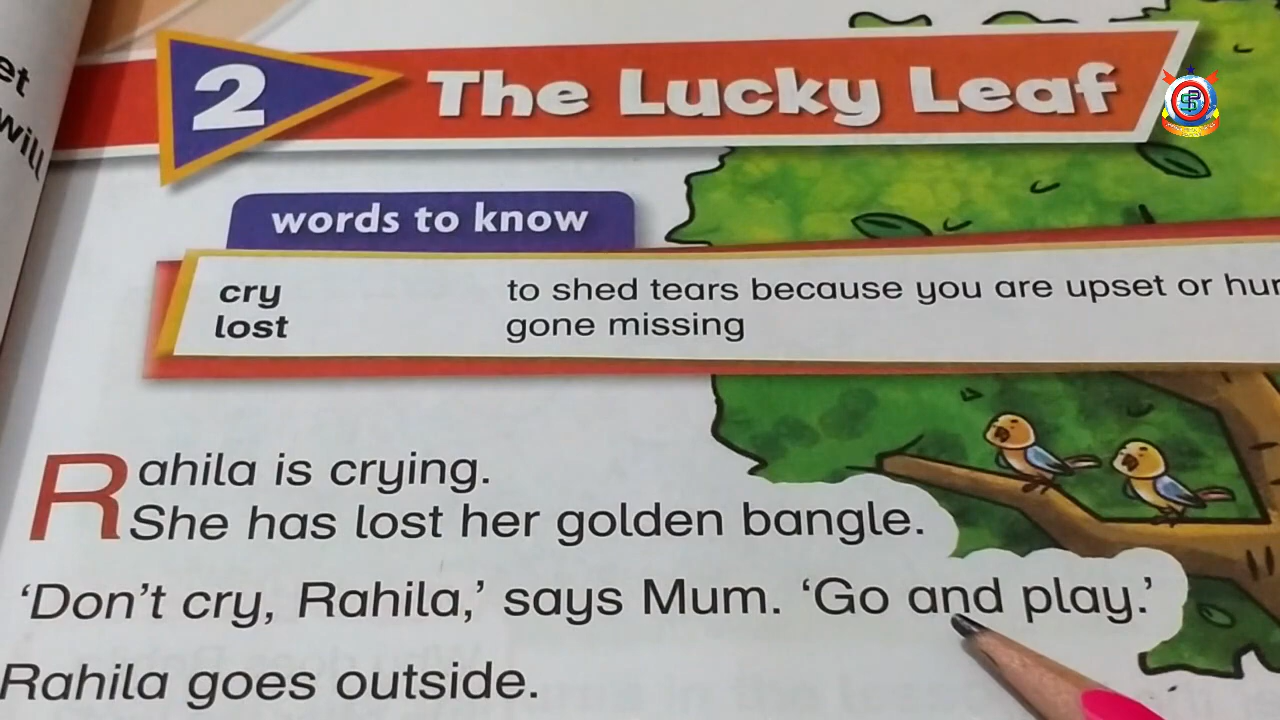 et
will
2 The Lucky Leaf
words to know
cry to shed tears because you are upset or
lost gone missing
Rahila is crying.
She has lost her golden bangle.
‘Don’t cry, Rahila,’ says Mum. ‘Go and play.’
Rahila goes outside.